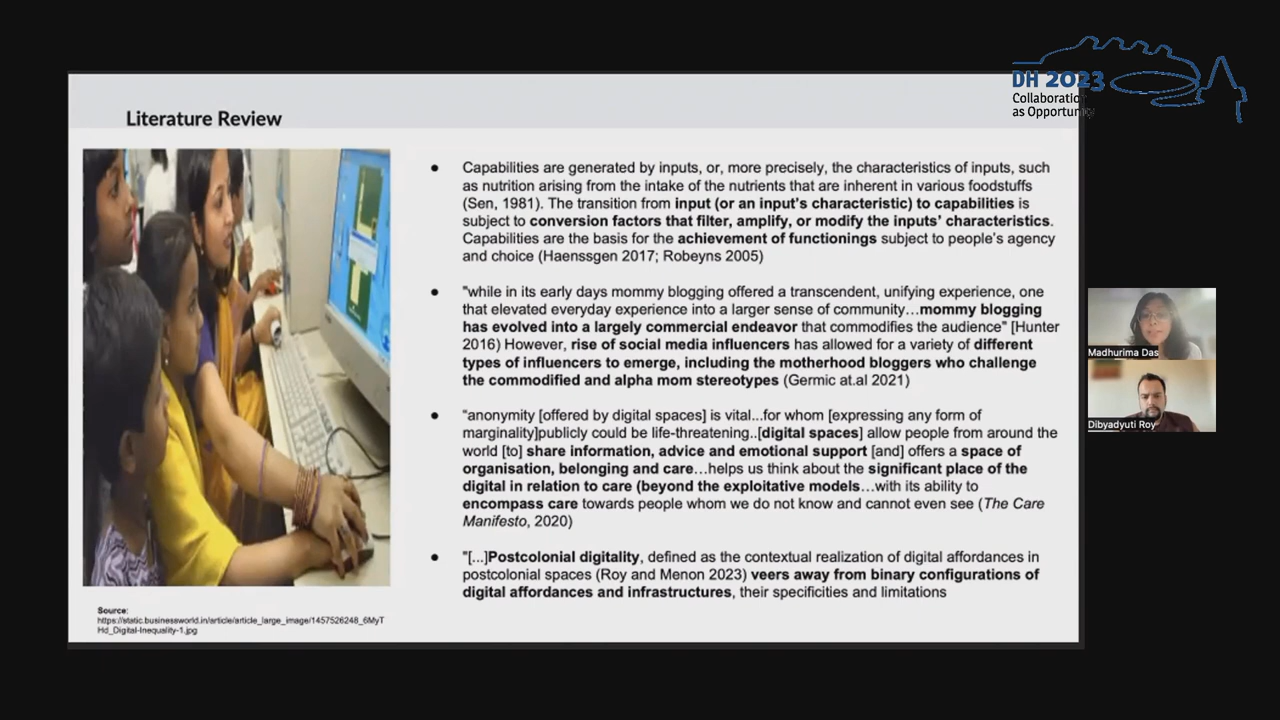 DH 2023
Collaboration
as Opportunity
Literature Review
● Capabilities are generated by inputs, or, more precisely, the characteristics of inputs, such
as nutrition arising from the intake of the nutrients that are inherent in various foodstuffs
(Sen, 1981). The transition from input (or an input's characteristic) to capabilities is
subject to conversion factors that filter, amplify, or modify the inputs' characteristics.
Capabilities are the basis for the achievement of functionings subject to people's agency
and choice (Haenssgen 2017; Robeyns 2005)
● "while in its early days mommy blogging offered a transcendent, unifying experience, one
that elevated everyday experience into a larger sense of community…mommy blogging
has evolved into a largely commercial endeavor that commodifies the audience" [Hunter
2016) However, rise of social media influencers has allowed for a variety of different
types of influencers to emerge, including the motherhood bloggers who challenge
the commodified and alpha mom stereotypes (Germic at.al 2021)
● "anonymity [offered by digital spaces] is vital...for whom [expressing any form of
marginality]publicly could be life-threatening..[digital spaces] allow people from around the
world [to] share information, advice and emotional support [and] offers a space of
organisation, belonging and care…helps us think about the significant place of the
digital in relation to care (beyond the exploitative models…with its ability to
encompass care towards people whom we do not know and cannot even see (The Care
Manifesto, 2020)
● "[...]Postcolonial digitality, defined as the contextual realization of digital affordances in
postcolonial spaces (Roy and Menon 2023) veers away from binary configurations of
digital affordances and infrastructures, their specificities and limitations
Source:
https://static.businessworld.in/article/article_large_image/1457526248_6MyT
Hd_Digital-Inequality-1.jpg
Madhurima Das
Dibyadyuti Roy